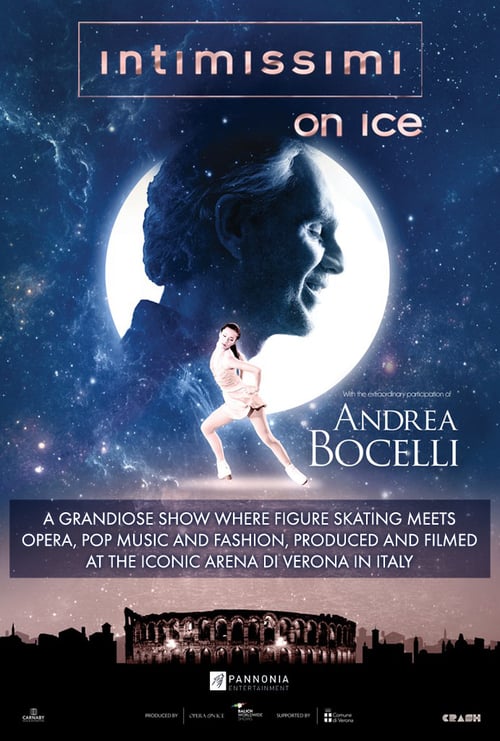 intimissimi
on ice
With the extraordinary participation of
ANDREA
BOCELLI
A GRANDIOSE SHOW WHERE FIGURE SKATING MEETS
OPERA, POP MUSIC AND FASHION, PRODUCED AND FILMED
AT THE ICONIC ARENA DI VERONA IN ITALY
PANNONIA
ENTERTAINMENT
CARNABY
PRODUCED BY
OPERA ON ICE
BALICH
WORLDWIDE
SHOWS
SUPPORTED BY
Comune
di Verona
CRASH